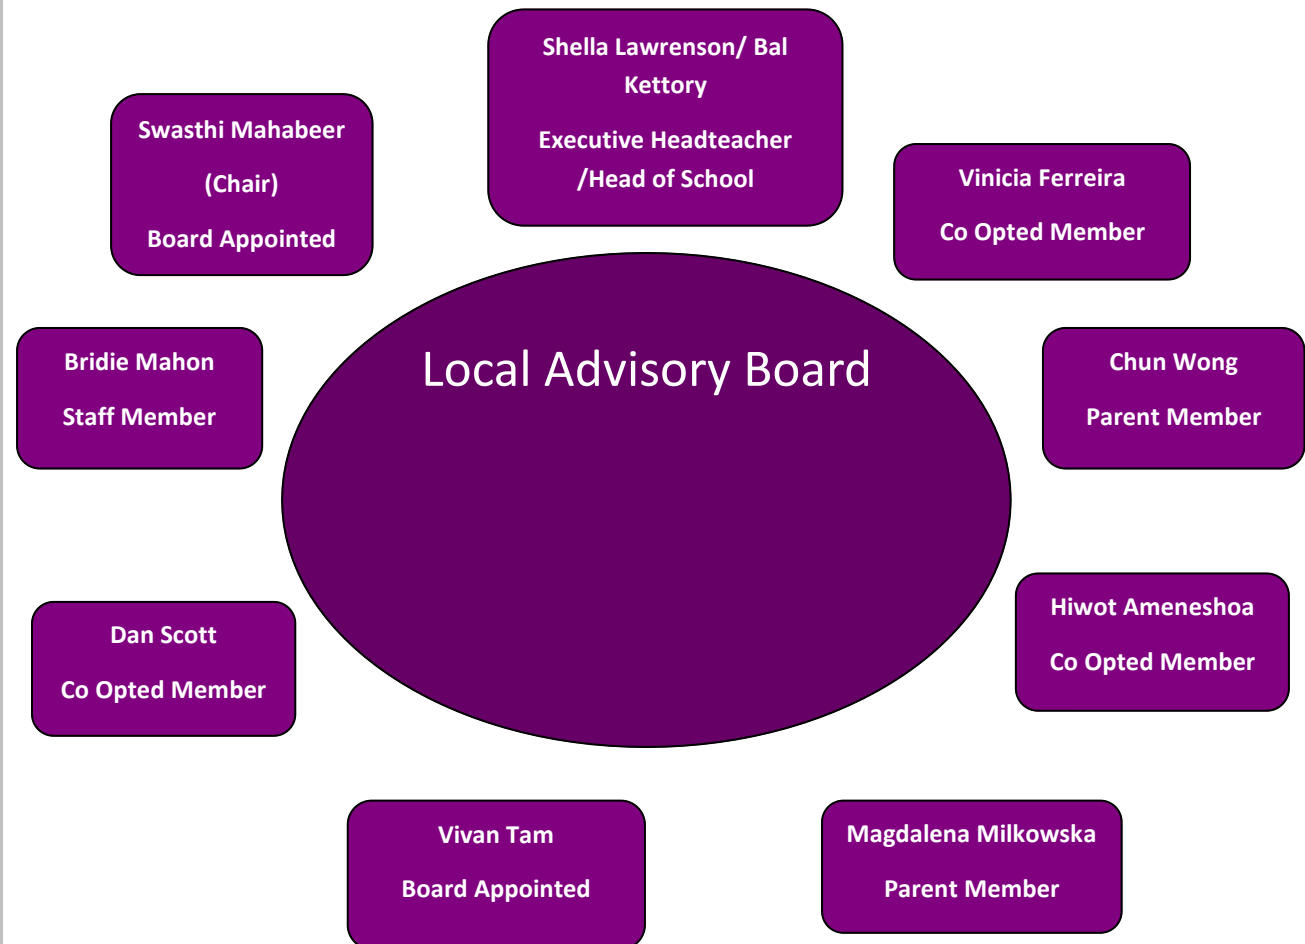 Shella Lawrenson/ Bal
Kettory
Executive Headteacher
/Head of School
Swasthi Mahabeer
(Chair)
Board Appointed
Vinicia Ferreira
Co Opted Member
Bridie Mahon
Staff Member
Local Advisory Board
Chun Wong
Parent Member
Dan Scott
Co Opted Member
Hiwot Ameneshoa
Co Opted Member
Vivan Tam
Board Appointed
Magdalena Milkowska
Parent Member